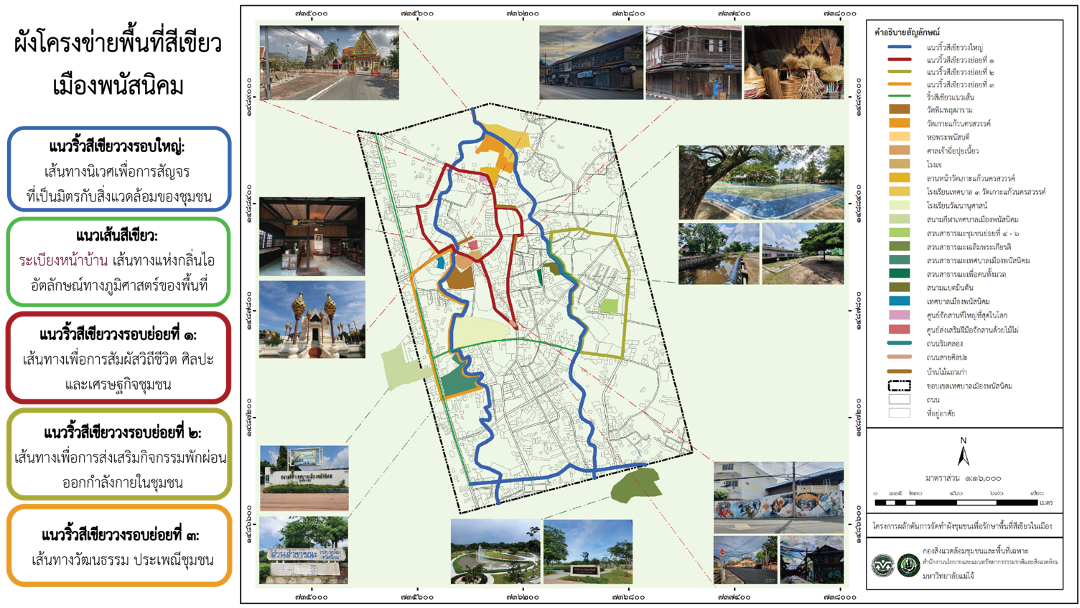 ผังโครงข่ายพื้นที่สีเขียว
เมืองพนัสนิคม
แนวริ้วสีเขียววงรอบใหญ่:
เส้นทางนิเวศเพื่อการสัญจร
ที่เป็นมิตรกับสิ่งแวดล้อมของชุมชน
แนวเส้นสีเขียว:
ระเบียงหน้าบ้าน เส้นทางแห่งกลิ่นไอ
อัตลักษณ์ทางภูมิศาสตร์ของพื้นที่
แนวริ้วสีเขียววงรอบย่อยที่ ๑:
เส้นทางเพื่อการสัมผัสวิถีชีวิต ศิลปะ
และเศรษฐกิจชุมชน
แนวริ้วสีเขียววงรอบย่อยที่ ๒:
เส้นทางเพื่อการส่งเสริมกิจกรรมพักผ่อน
ออกกำลังกายในชุมชน
แนวริ้วสีเขียววงรอบย่อยที่ ๓:
เส้นทางวัฒนธรรม ประเพณีชุมชน
คำอธิบายสัญลักษณ์
แนวริ้วสีเขียววงใหญ่
แนวริ้วสีเขียววงย่อยที่ ๑
แนวริ้วสีเขียววงย่อยที่ ๒
แนวริ้วสีเขียววงย่อยที่ ๓
ริ้วสีเขียวแนวเส้น
วัดพิมพฤฒาราม
วัดเกาะแก้วนครสวรรค์
หอพระพนัสบดี
ศาลเจ้าฉื่อปุยเนี่ยว
โรงเจ
ลานหน้าวัดเกาะแก้วนครสวรรค์
โรงเรียนเทศบาล ๓ วัดเกาะแก้วนครสวรรค์
โรงเรียนวัฒนานุศาสน์
สนามกีฬาเทศบาลเมืองพนัสนิคม
สวนสาธารณะชุมชนย่อยที่ ๔ - ๖
สวนสาธารณะเฉลิมพระเกียรติ
สวนสาธารณะเทศบาลเมืองพนัสนิคม
สวนสาธารณะเพื่อคนทั้งมวล
สนามแบดมินตัน
เทศบาลเมืองพนัสนิคม
ศูนย์จักสานที่ใหญ่ที่สุดในโลก
ศูนย์ส่งเสริมฝีมือจักสานด้วยไม้ไผ่
ถนนริมคลอง
ถนนสายศิลปะ
บ้านไม้แถวเก่า
ขอบเขตเทศบาลเมืองพนัสนิคม
ถนน
ที่อยู่อาศัย
N
มาตราส่วน ๑:๑๖,๐๐๐
เมตร
โครงการผลักดันการจัดทำผังชุมชนเพื่อรักษาพื้นที่สีเขียวในเมือง
กองสิ่งแวดล้อมชุมชนและพื้นที่เฉพาะ
สำนักงานนโยบายและแผนทรัพยากรธรรมชาติและสิ่งแวดล้อม
มหาวิทยาลัยแม่โจ้